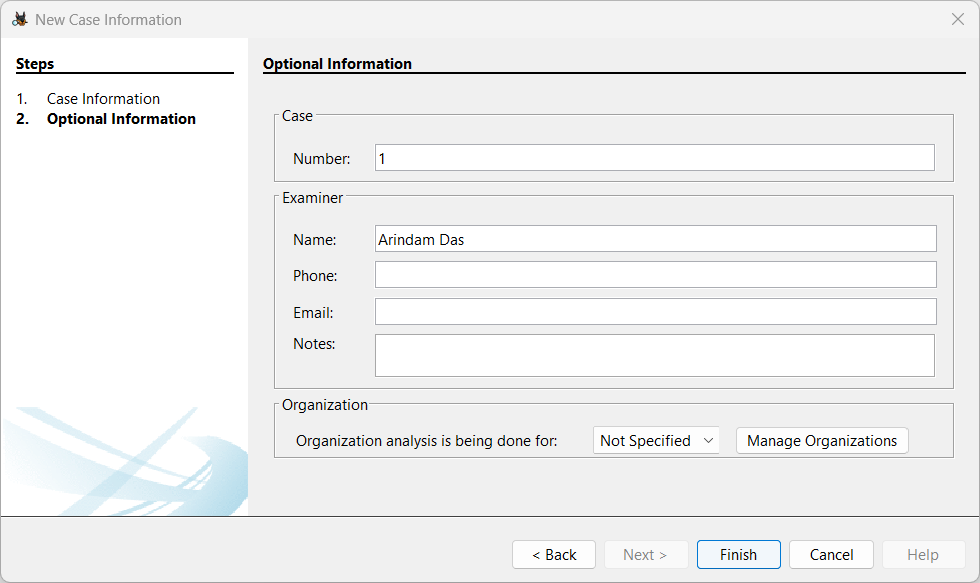 New Case Information
Steps
1. Case Information
2. Optional Information
Optional Information
Case
Number: 1
Examiner
Name: Arindam Das
Phone:
Email:
Notes:
Organization
Organization analysis is being done for: Not Specified Manage Organizations
< Back Next > Finish Cancel Help